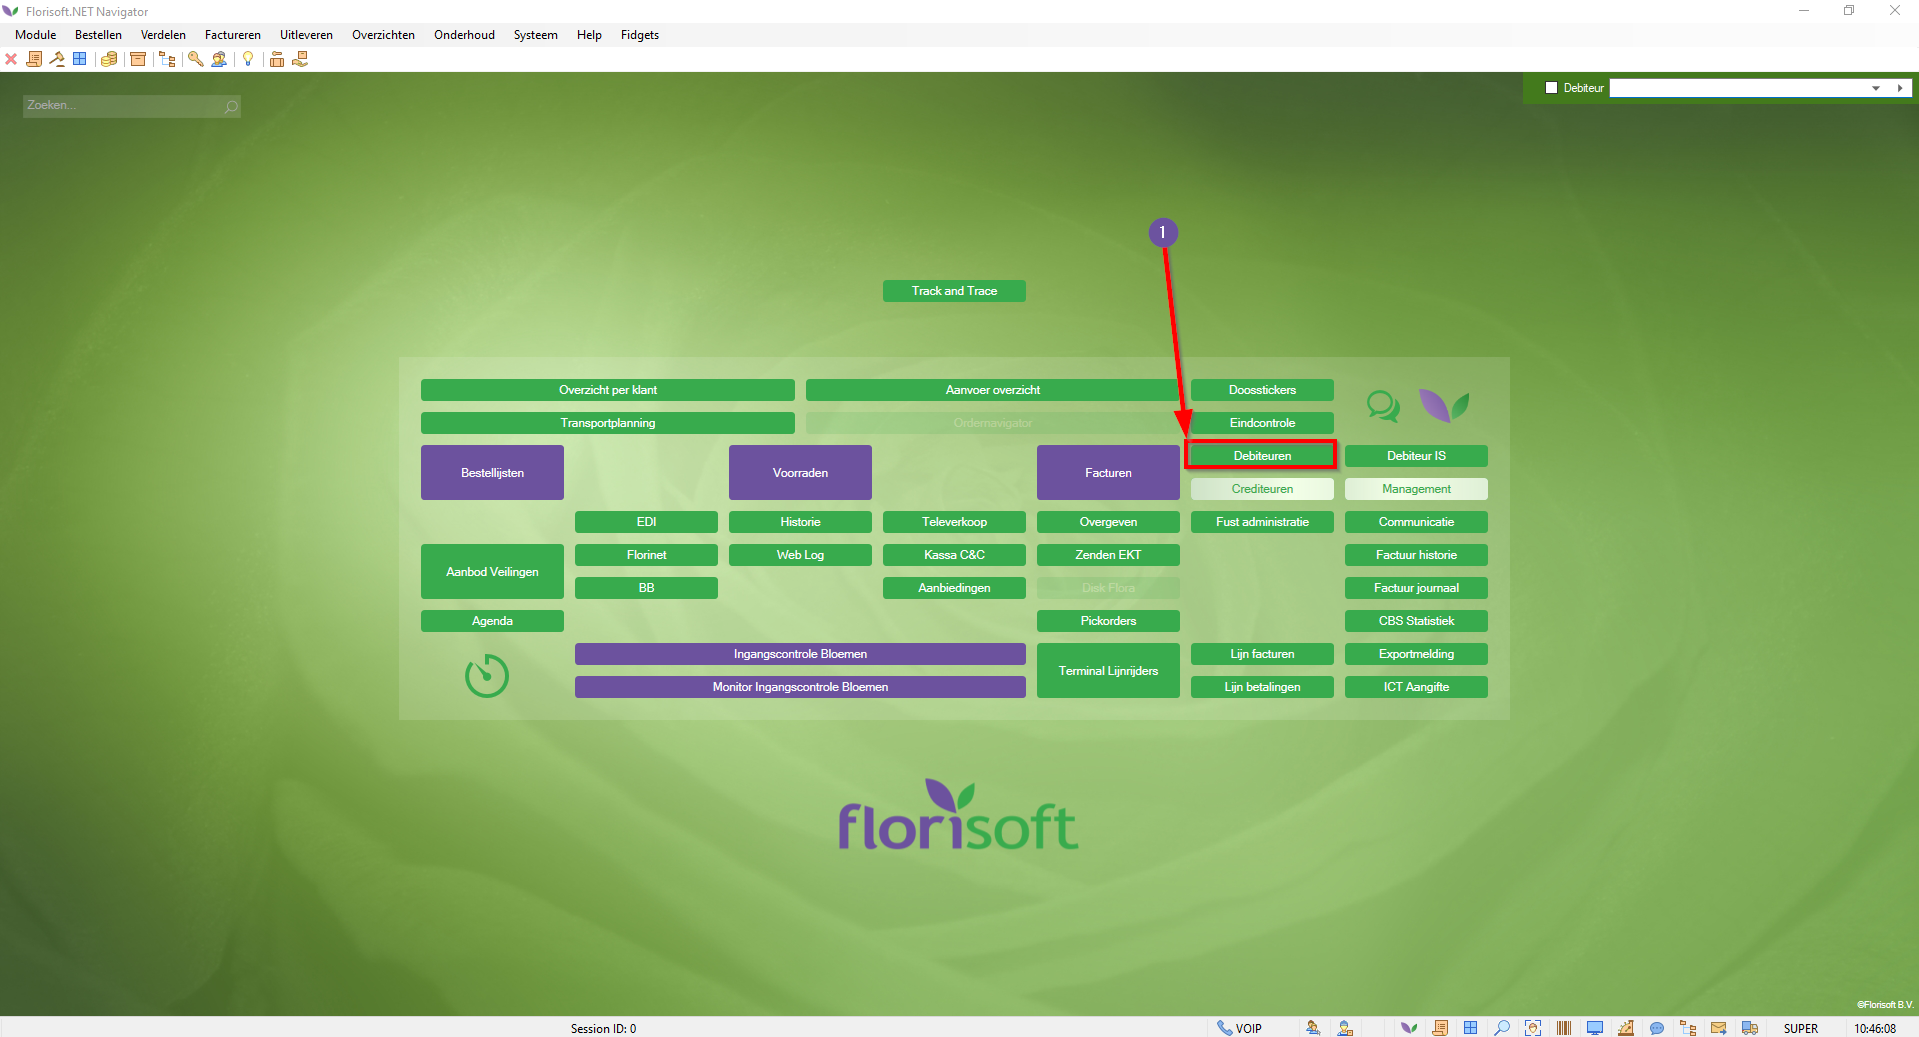 Florisoft.NET Navigator
Module Bestellen Verdelen Factureren Uitleveren Overzichten Onderhoud Systeem Help Fidgets
Zoeken...
Debiteur
1
Track and Trace
Overzicht per klant Aanvoer overzicht Doosstickers
Transportplanning Ordernavigator Eindcontrole
Bestellijsten Voorraden Facturen Debiteuren Debiteur IS
Crediteuren Management
EDI Historie Televerkoop Overgeven Fust administratie Communicatie
Aanbod Veilingen Florinet Web Log Kassa C&C Zenden EKT Factuur historie
BB Aanbiedingen Disk Flora Factuur journaal
Agenda Pickorders CBS Statistiek
Ingangscontrole Bloemen Terminal Lijnrijders Lijn facturen Exportmelding
Monitor Ingangscontrole Bloemen Lijn betalingen ICT Aangifte
florisoft
©Florisoft B.V.
Session ID: 0 VOIP SUPER 10:46:08